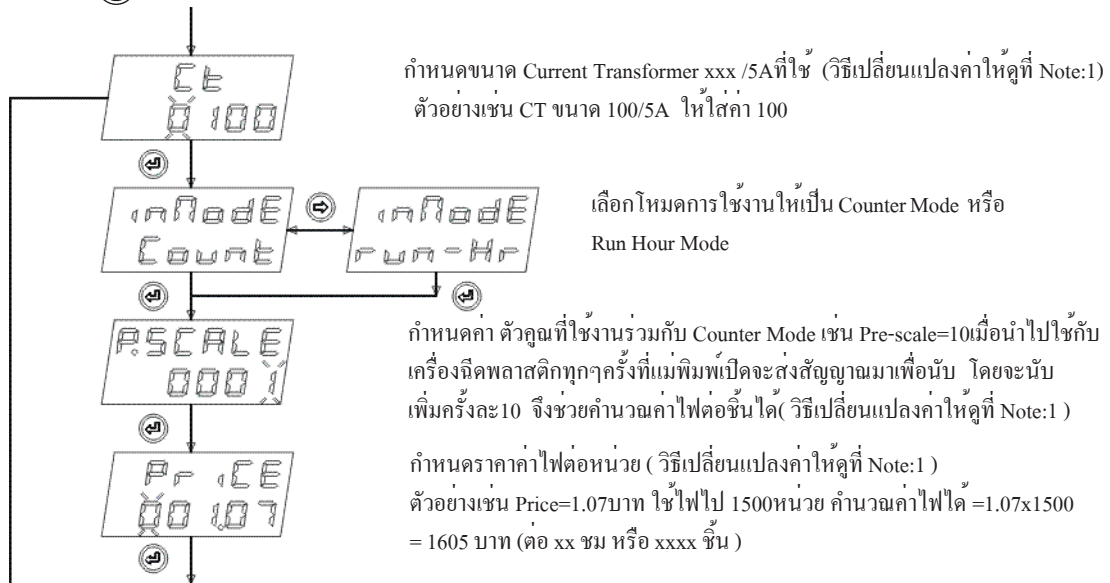 Ct
0100
กำหนดขนาด Current Transformer xxx /5Aที่ใช้ (วิธีเปลี่ยนแปลงค่าให้ดูที่ Note:1)
ตัวอย่างเช่น CT ขนาด 100/5A ให้ใส่ค่า 100
inModE
Count
inModE
run-Hr
เลือกโหมดการใช้งานให้เป็น Counter Mode หรือ
Run Hour Mode
P.SCALE
0001
กำหนดค่า ตัวคูณที่ใช้งานร่วมกับ Counter Mode เช่น Pre-scale=10เมื่อนำไปใช้กับ
เครื่องฉีดพลาสติกทุกๆครั้งที่แม่พิมพ์เปิดจะส่งสัญญาณมาเพื่อนับ โดยจะนับ
เพิ่มครั้งละ10 จึงช่วยคำนวณค่าไฟต่อชิ้นได้( วิธีเปลี่ยนแปลงค่าให้ดูที่ Note:1 )
PriCE
001.07
กำหนดราคาค่าไฟต่อหน่วย ( วิธีเปลี่ยนแปลงค่าให้ดูที่ Note:1 )
ตัวอย่างเช่น Price=1.07บาท ใช้ไฟไป 1500หน่วย คำนวณค่าไฟได้ =1.07x1500
= 1605 บาท (ต่อ xx ชม หรือ xxxx ชิ้น )